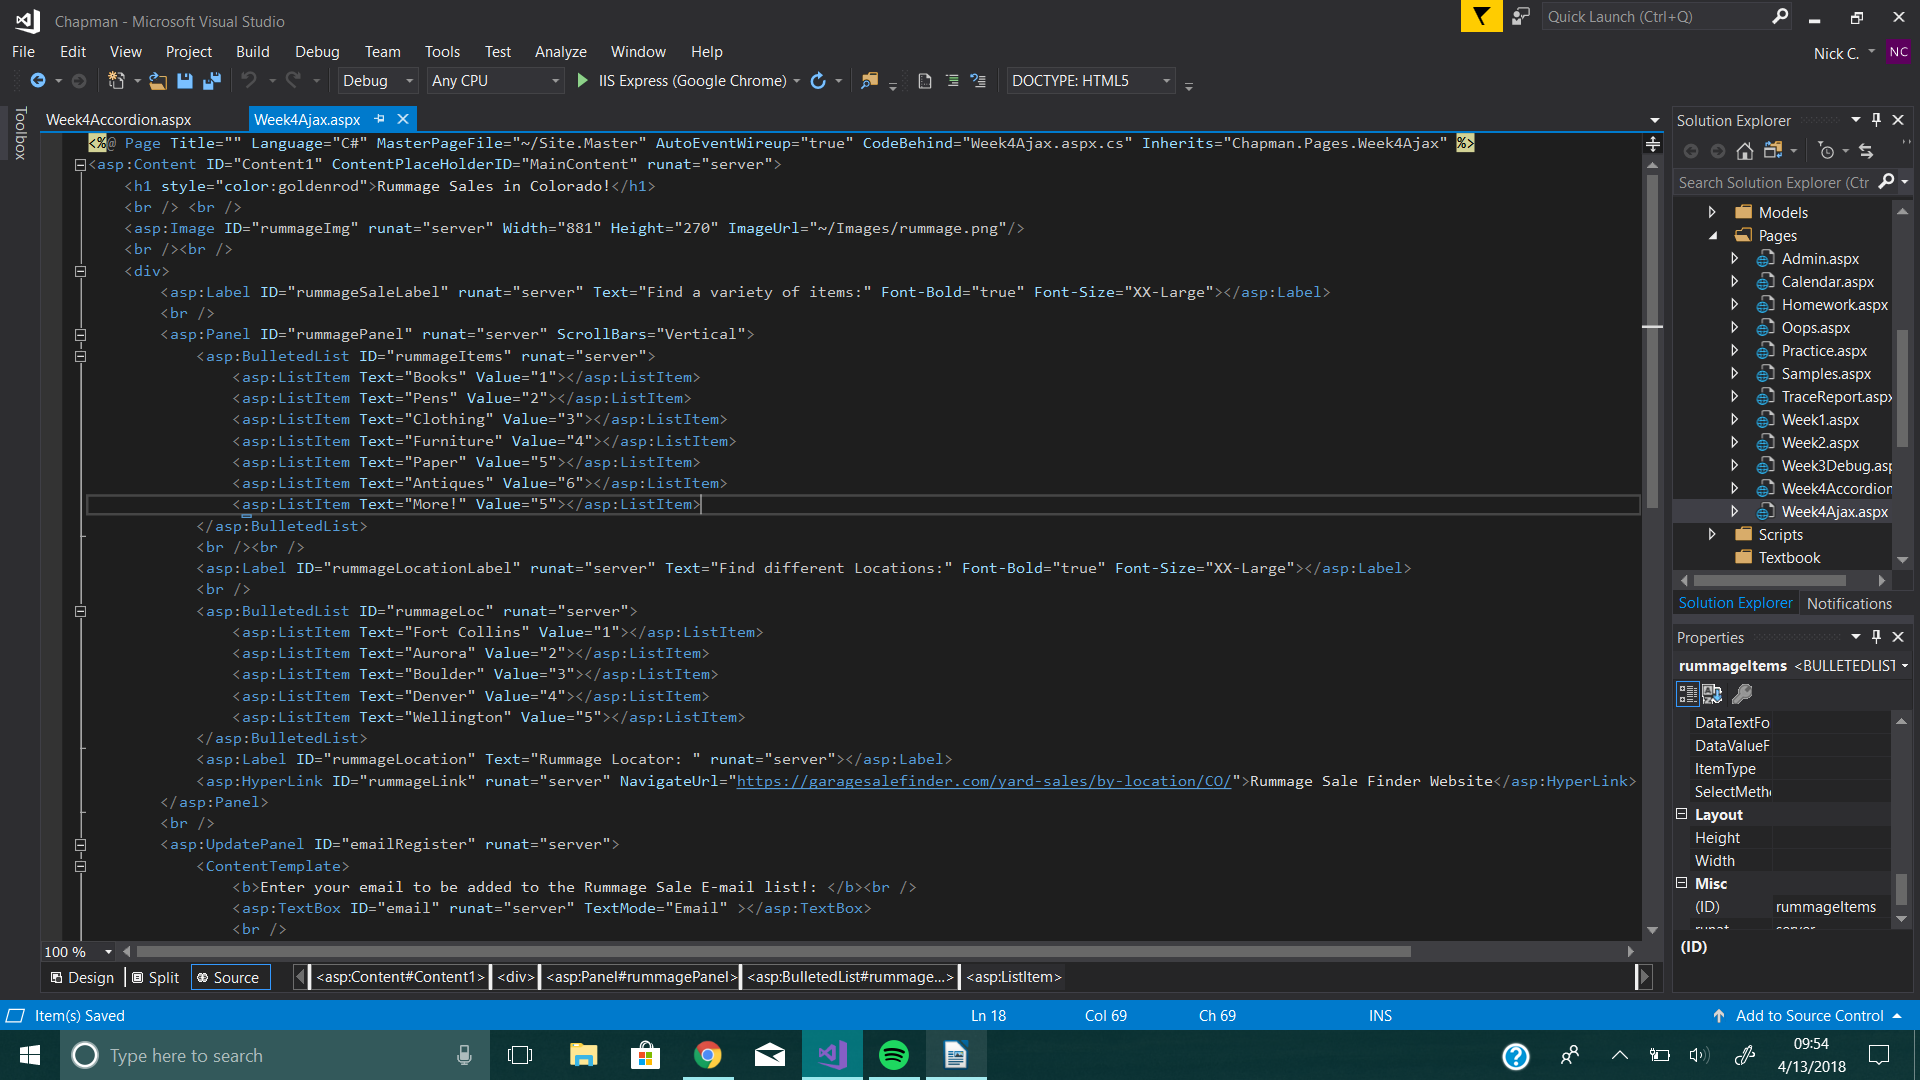 Chapman - Microsoft Visual Studio
Quick Launch (Ctrl+Q)
File Edit View Project Build Debug Team Tools Test Analyze Window Help
Nick C. NC
Debug Any CPU IIS Express (Google Chrome) DOCTYPE: HTML5
Toolbox
Week4Accordion.aspx Week4Ajax.aspx
<%@ Page Title="" Language="C#" MasterPageFile="~/Site.Master" AutoEventWireup="true" CodeBehind="Week4Ajax.aspx.cs" Inherits="Chapman.Pages.Week4Ajax" %>
<asp:Content ID="Content1" ContentPlaceHolderID="MainContent" runat="server">
<h1 style="color:goldenrod">Rummage Sales in Colorado!</h1>
<br /> <br />
<asp:Image ID="rummageImg" runat="server" Width="881" Height="270" ImageUrl="~/Images/rummage.png"/>
<br /><br />
<div>
<asp:Label ID="rummageSaleLabel" runat="server" Text="Find a variety of items:" Font-Bold="true" Font-Size="XX-Large"></asp:Label>
<br />
<asp:Panel ID="rummagePanel" runat="server" ScrollBars="Vertical">
<asp:BulletedList ID="rummageItems" runat="server">
<asp:ListItem Text="Books" Value="1"></asp:ListItem>
<asp:ListItem Text="Pens" Value="2"></asp:ListItem>
<asp:ListItem Text="Clothing" Value="3"></asp:ListItem>
<asp:ListItem Text="Furniture" Value="4"></asp:ListItem>
<asp:ListItem Text="Paper" Value="5"></asp:ListItem>
<asp:ListItem Text="Antiques" Value="6"></asp:ListItem>
<asp:ListItem Text="More!" Value="5"></asp:ListItem>
</asp:BulletedList>
<br /><br />
<asp:Label ID="rummageLocationLabel" runat="server" Text="Find different Locations:" Font-Bold="true" Font-Size="XX-Large"></asp:Label>
<br />
<asp:BulletedList ID="rummageLoc" runat="server">
<asp:ListItem Text="Fort Collins" Value="1"></asp:ListItem>
<asp:ListItem Text="Aurora" Value="2"></asp:ListItem>
<asp:ListItem Text="Boulder" Value="3"></asp:ListItem>
<asp:ListItem Text="Denver" Value="4"></asp:ListItem>
<asp:ListItem Text="Wellington" Value="5"></asp:ListItem>
</asp:BulletedList>
<asp:Label ID="rummageLocation" Text="Rummage Locator: " runat="server"></asp:Label>
<asp:HyperLink ID="rummageLink" runat="server" NavigateUrl="https://garagesalefinder.com/yard-sales/by-location/CO/">Rummage Sale Finder Website</asp:HyperLink>
</asp:Panel>
<br />
<asp:UpdatePanel ID="emailRegister" runat="server">
<ContentTemplate>
<b>Enter your email to be added to the Rummage Sale E-mail list!: </b><br />
<asp:TextBox ID="email" runat="server" TextMode="Email" ></asp:TextBox>
<br />
100 %
Design Split Source <asp:Content#Content1> <div> <asp:Panel#rummagePanel> <asp:BulletedList#rummage...> <asp:ListItem>
Solution Explorer
Search Solution Explorer (Ctr
Models
Pages
Admin.aspx
Calendar.aspx
Homework.aspx
Oops.aspx
Practice.aspx
Samples.aspx
TraceReport.aspx
Week1.aspx
Week2.aspx
Week3Debug.asp
Week4Accordion
Week4Ajax.aspx
Scripts
Textbook
Solution Explorer Notifications
Properties
rummageItems <BULLETEDLIST
DataTextFo
DataValueF
ItemType
SelectMetho
Layout
Height
Width
Misc
(ID) rummageItems
runat server
(ID)
Item(s) Saved Ln 18 Col 69 Ch 69 INS Add to Source Control
Type here to search
09:54
4/13/2018